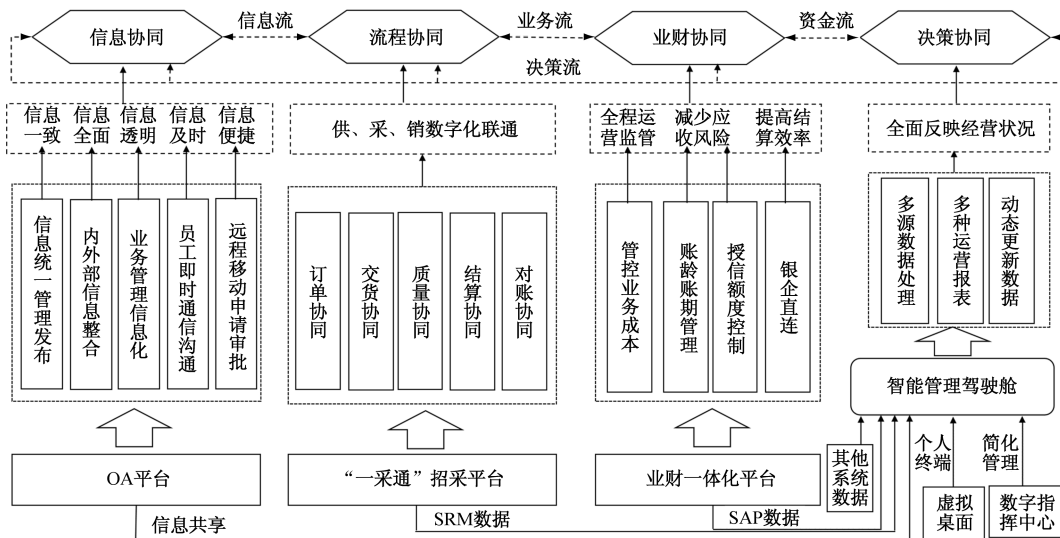 信息协同
信息流
流程协同
业务流
业财协同
资金流
决策协同
决策流
信息一致
信息全面
信息透明
信息及时
信息便捷
供、采、销数字化联通
全程运
营监管
减少应
收风险
提高结
算效率
全面反映经营状况
信息统一管理发布
内外部信息整合
业务管理信息化
员工即时通信沟通
远程移动申请审批
订单协同
交货协同
质量协同
结算协同
对账协同
管控业务成本
账龄账期管理
授信额度控制
银企直连
多源数据处理
多种运营报表
动态更新数据
智能管理驾驶舱
OA平台
“一采通”招采平台
业财一体化平台
其他
系统
数据
个人
终端
简化
管理
虚拟
桌面
数字指
挥中心
信息共享
SRM数据
SAP数据